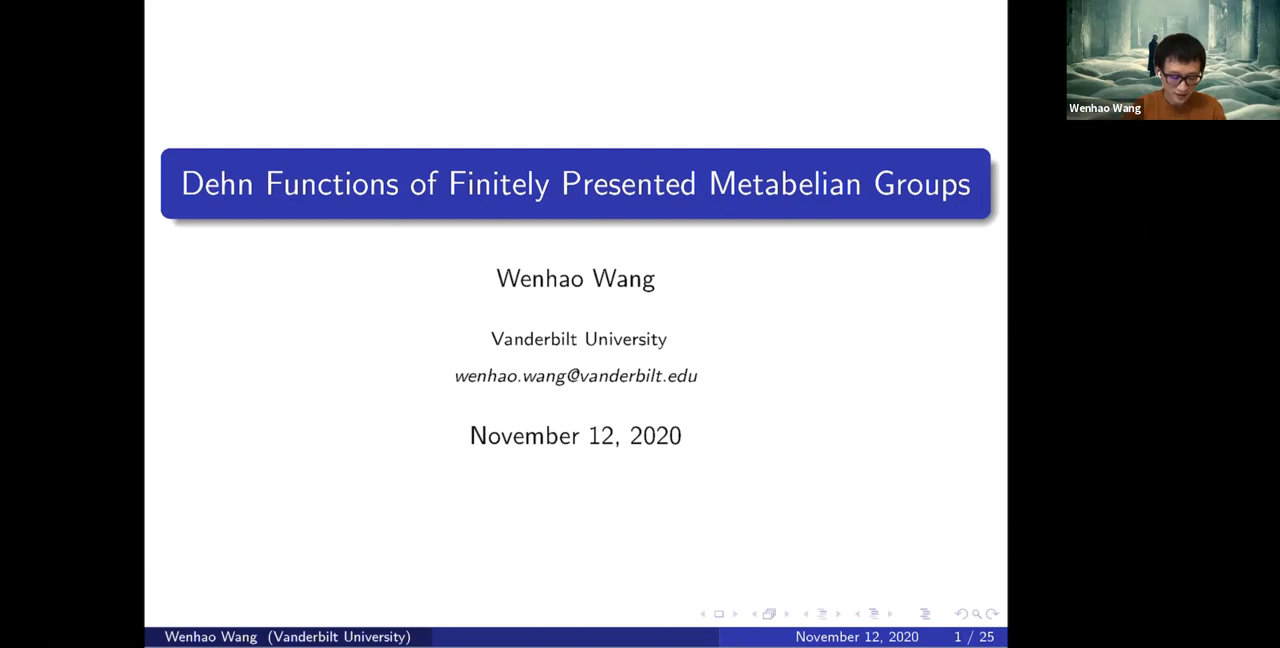 Dehn Functions of Finitely Presented Metabelian Groups
Wenhao Wang
Vanderbilt University
wenhao.wang@vanderbilt.edu
November 12, 2020
Wenhao Wang (Vanderbilt University)
November 12, 2020
1 / 25
Wenhao Wang